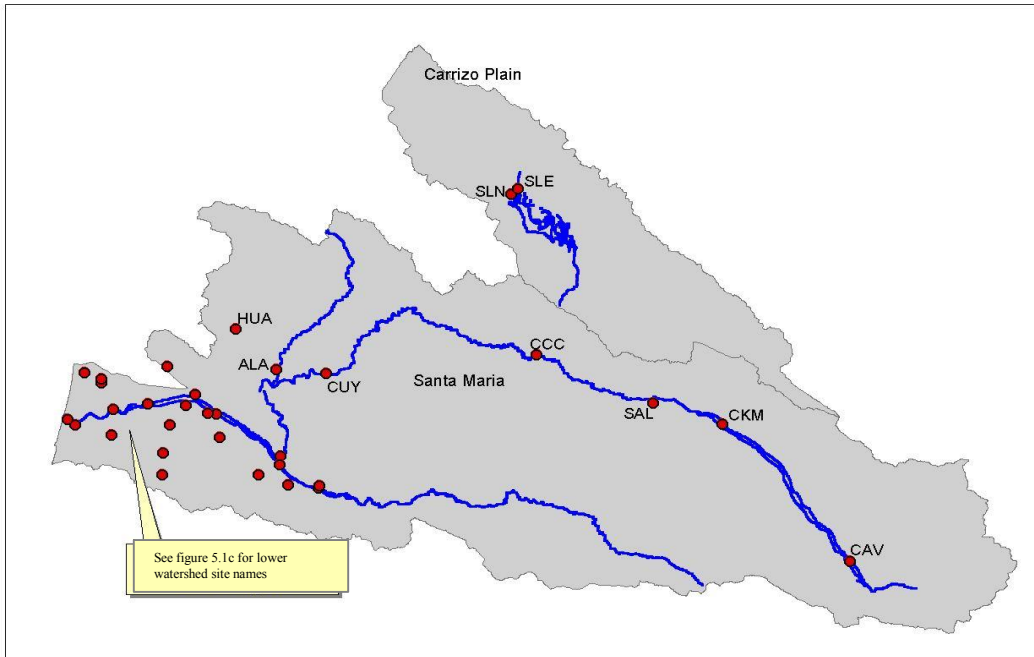 Carrizo Plain
SLE
SLN
HUA
CCC
ALA
CUY
Santa Maria
SAL
CKM
CAV
See figure 5.1c for lower
watershed site names